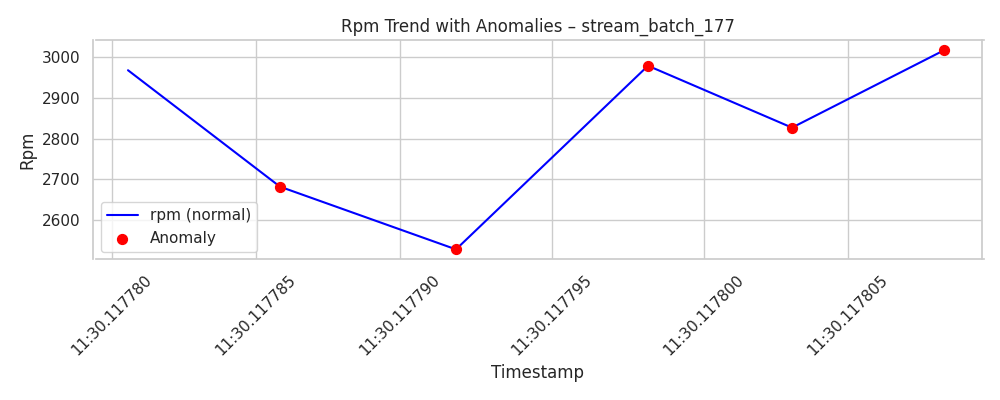 Rpm Trend with Anomalies – stream_batch_177
Rpm
3000
2900
2800
2700
2600
rpm (normal)
Anomaly
11:30.117780
11:30.117785
11:30.117790
11:30.117795
11:30.117800
11:30.117805
Timestamp